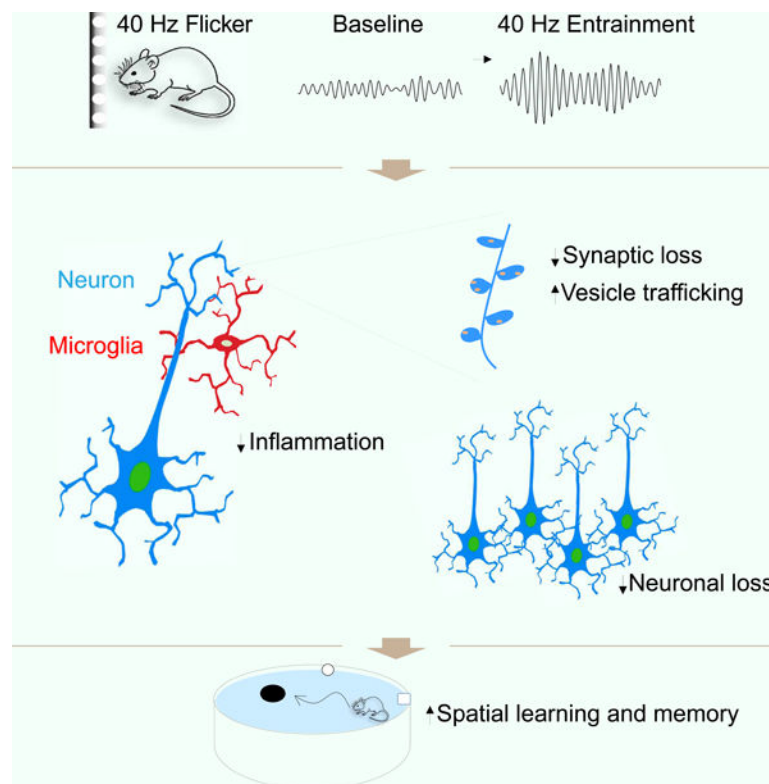 40 Hz Flicker
Baseline
40 Hz Entrainment
Neuron
Microglia
Synaptic loss
Vesicle trafficking
Inflammation
Neuronal loss
Spatial learning and memory